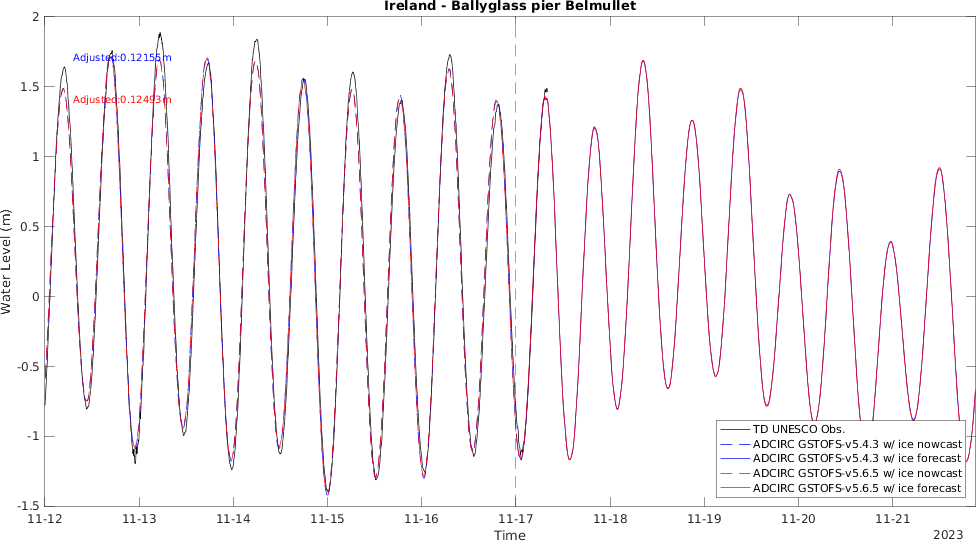 Ireland - Ballyglass pier Belmullet
2
1.5
1
0.5
0
-0.5
-1
-1.5
Water Level (m)
Adjusted:0.12155m
Adjusted:0.12493m
TD UNESCO Obs.
ADCIRC GSTOFS-v5.4.3 w/ ice nowcast
ADCIRC GSTOFS-v5.4.3 w/ ice forecast
ADCIRC GSTOFS-v5.6.5 w/ ice nowcast
ADCIRC GSTOFS-v5.6.5 w/ ice forecast
11-12 11-13 11-14 11-15 11-16 11-17 11-18 11-19 11-20 11-21
Time
2023